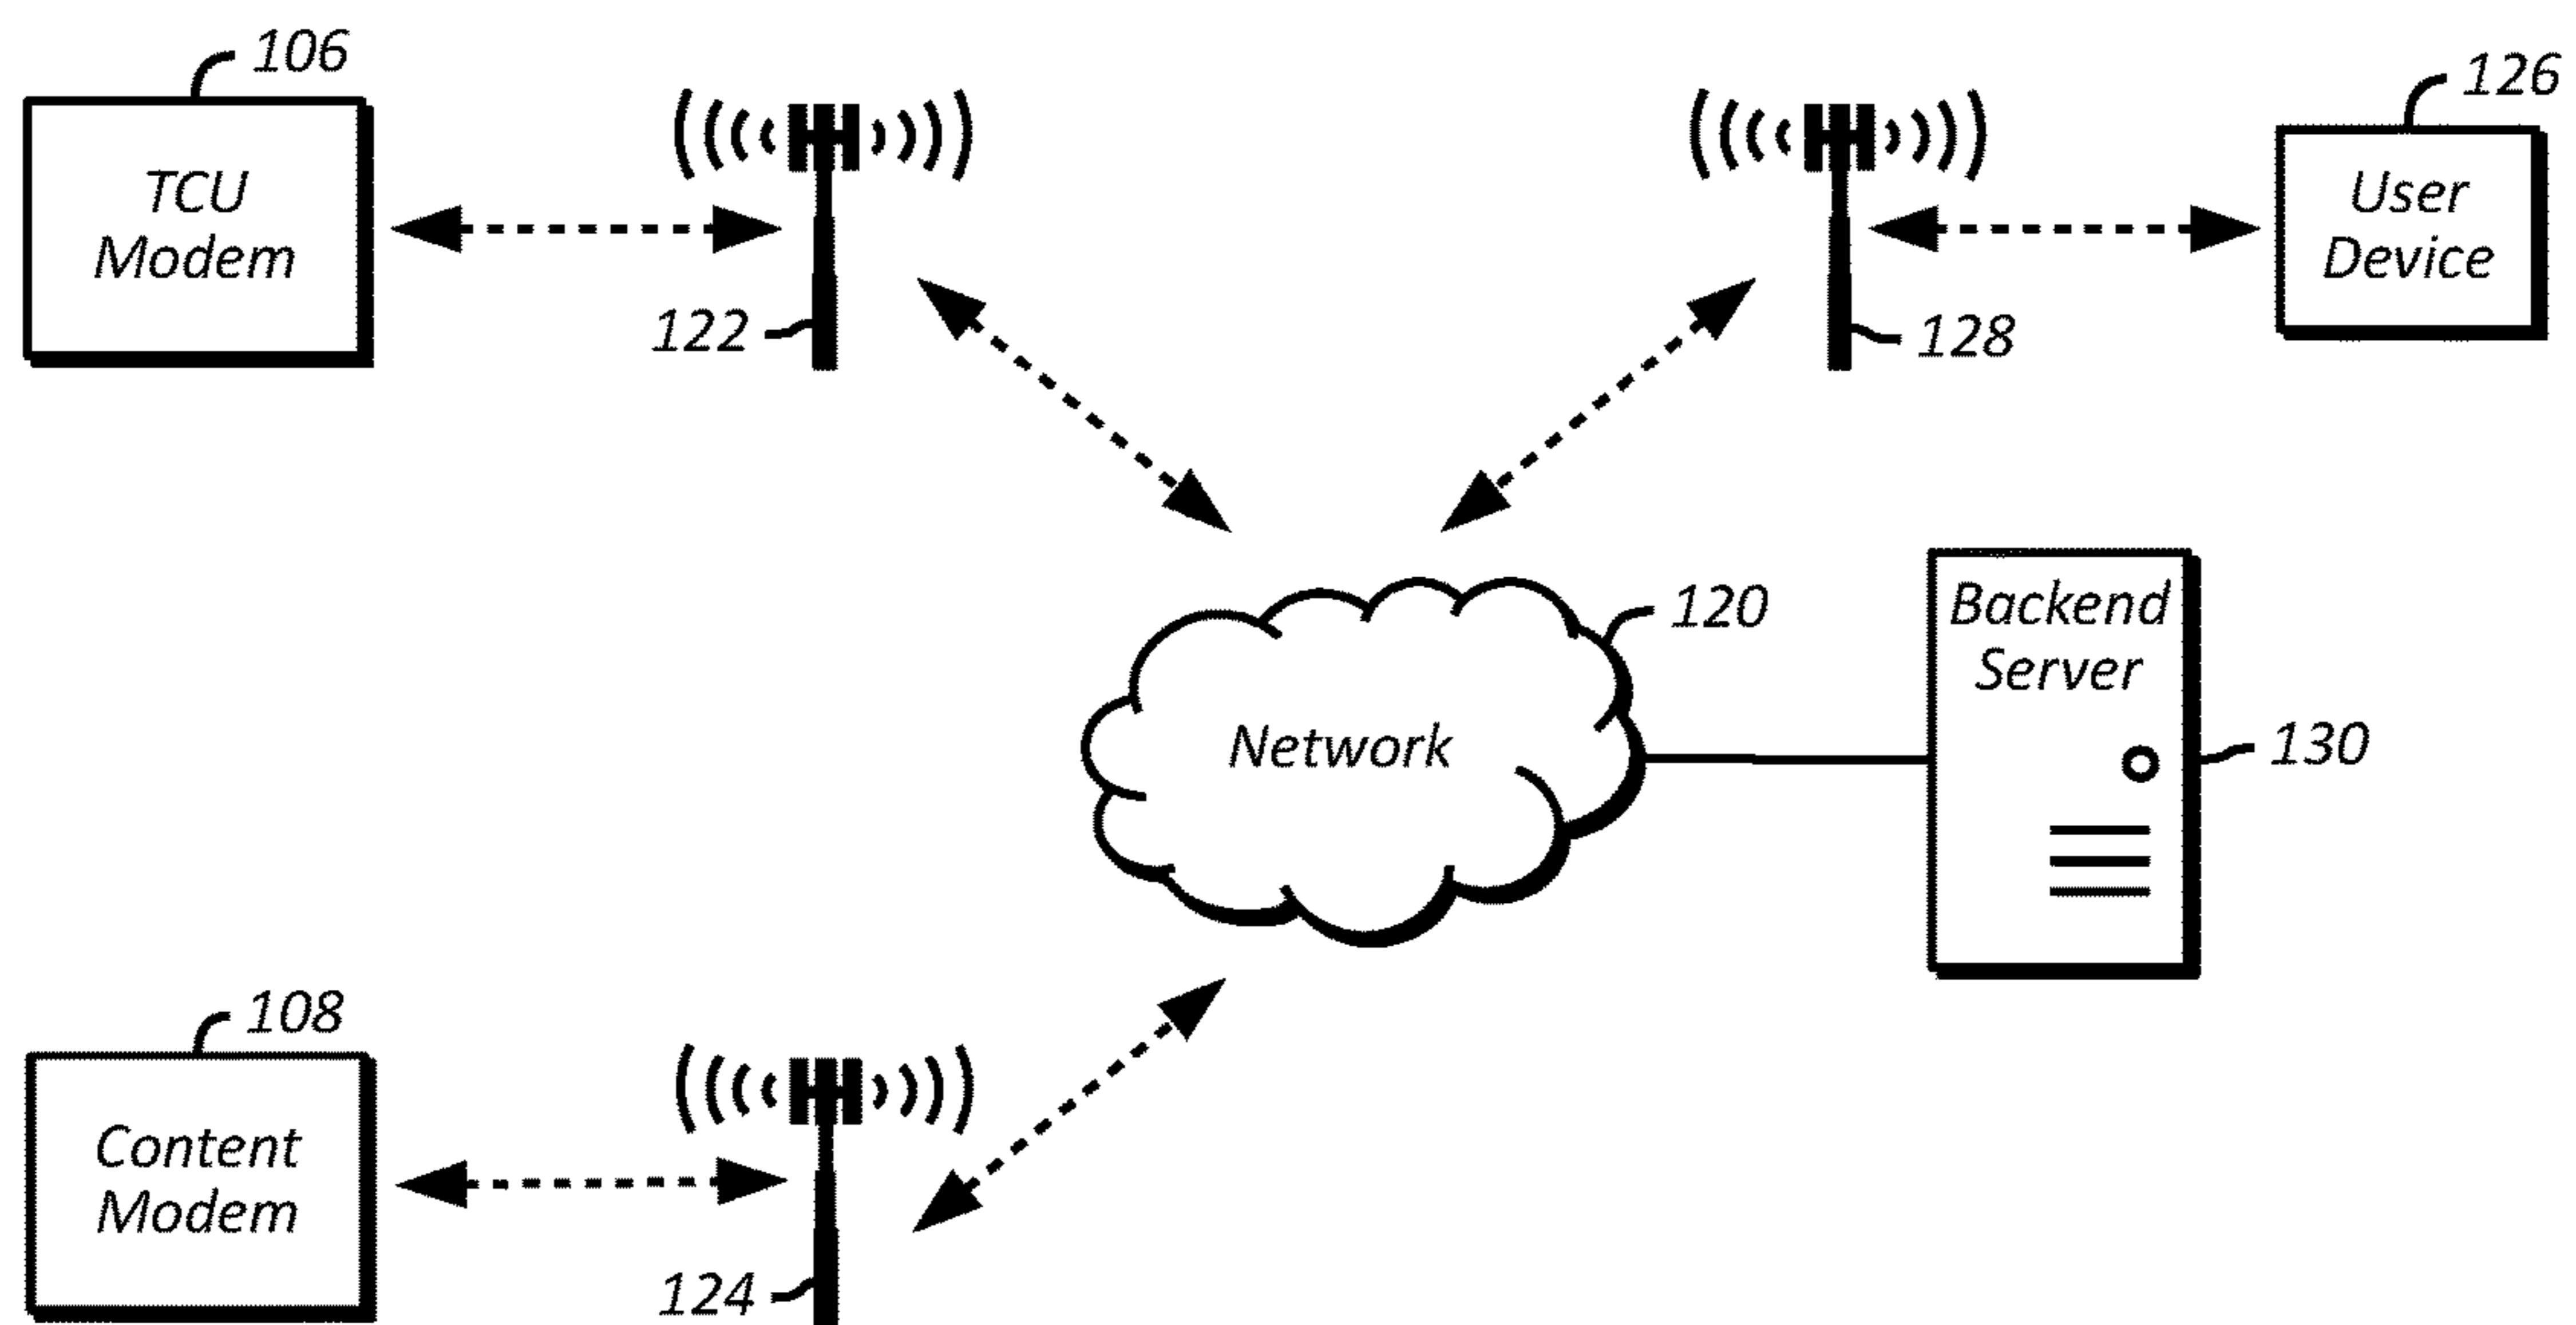 106
TCU
Modem
122
128
126
User
Device
120
Network
Backend
Server
130
108
Content
Modem
124